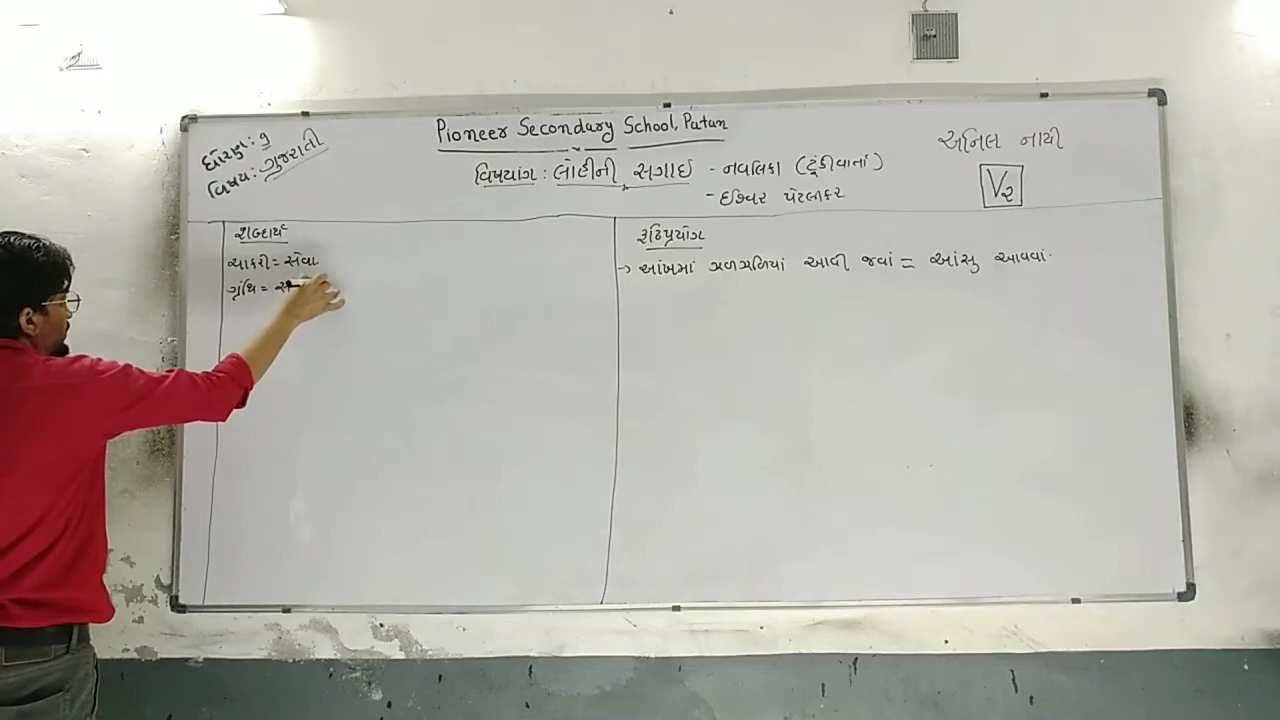 Pioneer Secondary School, Patan
ધોરણ: ૯
વિષય: ગુજરાતી
વિષયાંગ: લોહીની સગાઇ - નવલિકા (ટૂંકીવાર્તા)
- ઈશ્વર પેટલીકર
અનિલ નાયી
V2
શબ્દાર્થ
ચાકરી = સેવા
ગ્રંથિ =
રૂઢિપ્રયોગ
→ આંખમાં ઝળઝળિયાં આવી જવાં = આંસુ આવવાં.